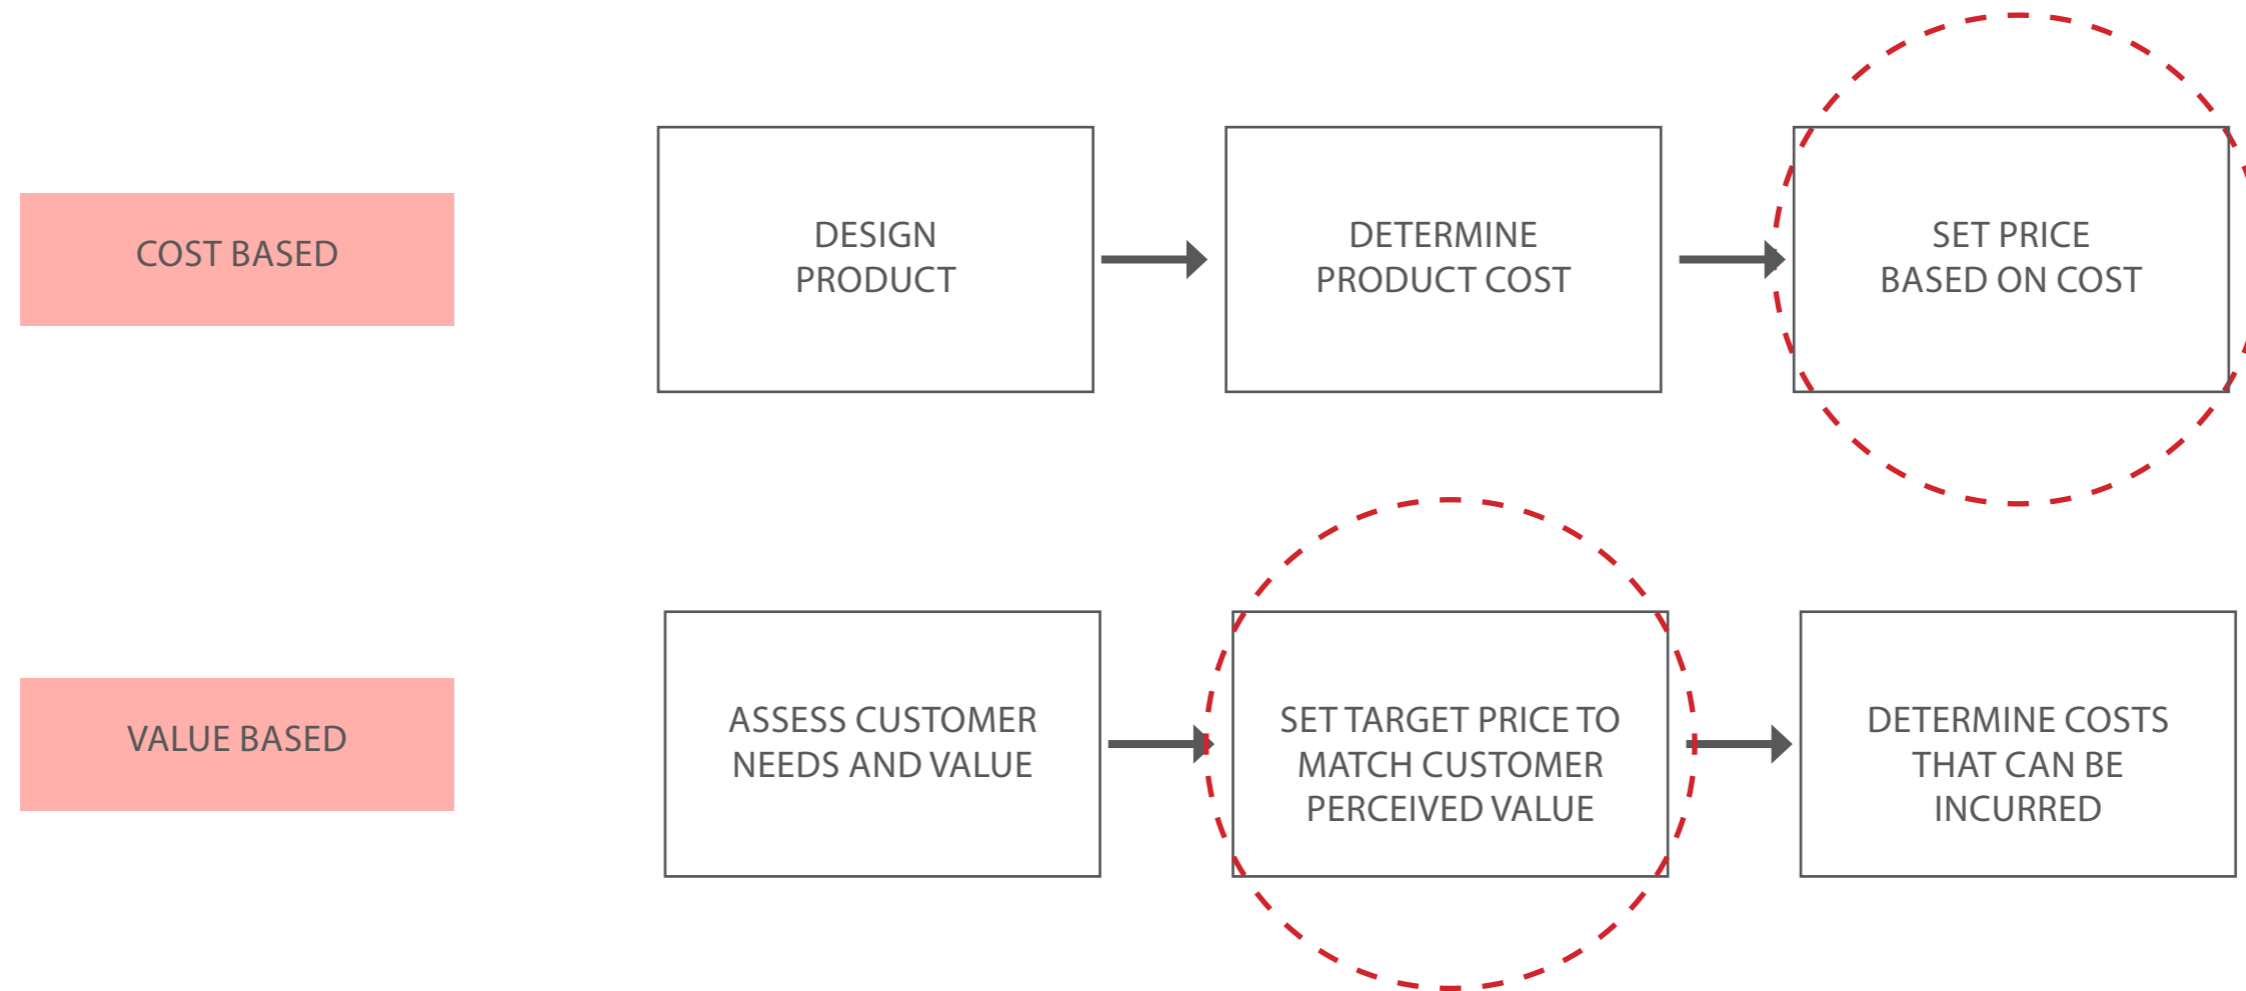 COST BASED
DESIGN
PRODUCT
DETERMINE
PRODUCT COST
SET PRICE
BASED ON COST
VALUE BASED
ASSESS CUSTOMER
NEEDS AND VALUE
SET TARGET PRICE TO
MATCH CUSTOMER
PERCEIVED VALUE
DETERMINE COSTS
THAT CAN BE
INCURRED